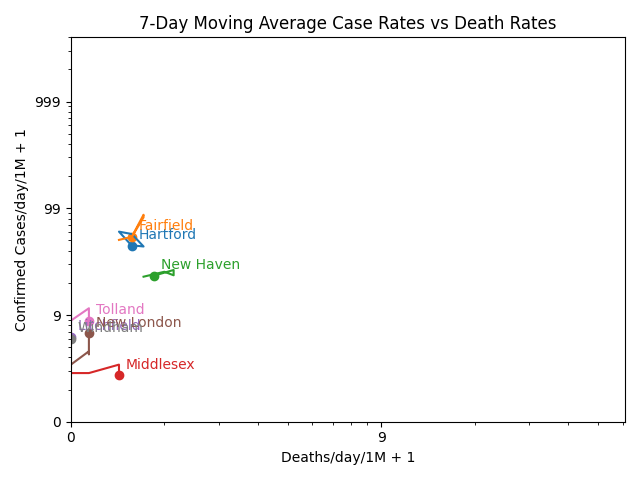 7-Day Moving Average Case Rates vs Death Rates
Confirmed Cases/day/1M + 1
999
99
9
0
Fairfield
Hartford
New Haven
Tolland
New London
Windham
Middlesex
0
9
Deaths/day/1M + 1